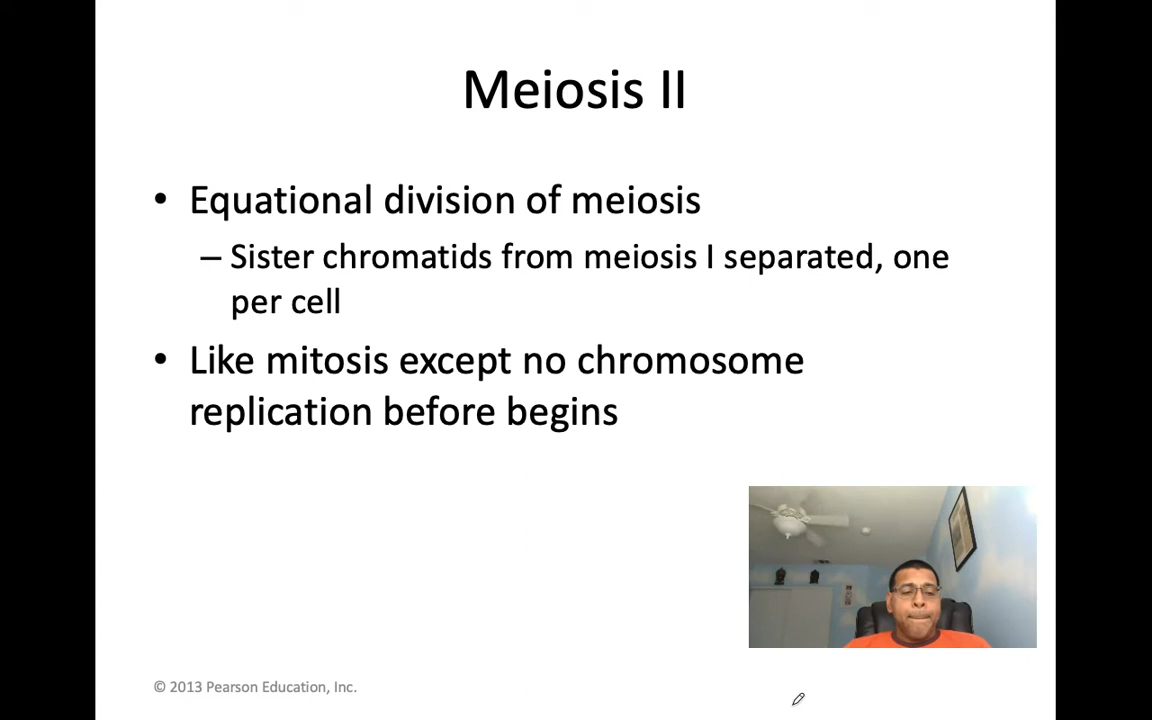 Meiosis II
• Equational division of meiosis
– Sister chromatids from meiosis I separated, one
per cell
• Like mitosis except no chromosome
replication before begins
© 2013 Pearson Education, Inc.